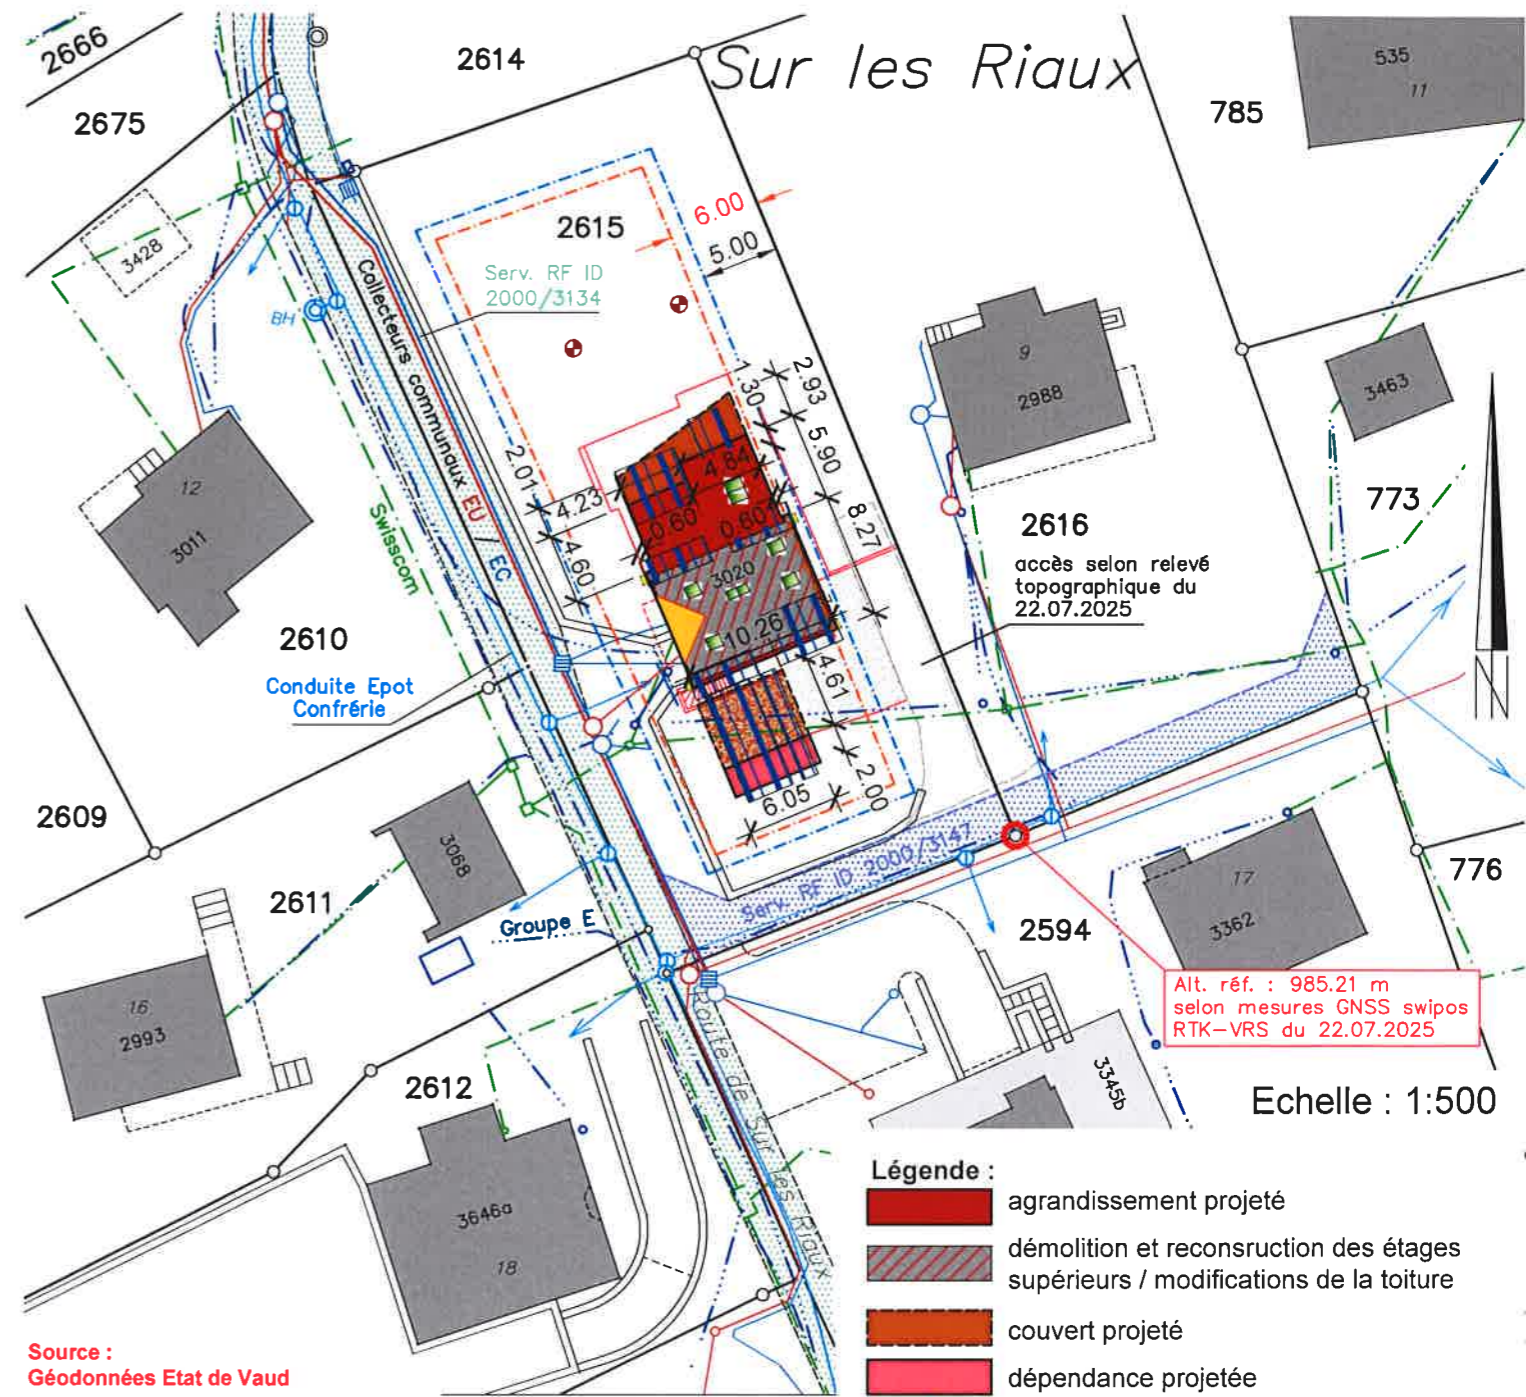 2666
2614
Sur les Riaux
535
11
785
2675
2615
6.00
5.00
3428
Serv. RF ID
2000/3134
BH
Collecteurs communaux EU / EC
9
2988
3463
2.93
1.30
5.90
4.84
8.27
2.01
4.23
4.60
0.60
0.60
3020
10.26
12
3011
Swisscom
773
2616
accès selon relevé
topographique du
22.07.2025
2610
Conduite Epot
Confrérie
4.61
2.00
6.05
N
2609
3068
2611
Groupe E
Serv. RF ID 2000/3147
2594
17
3362
776
16
2993
Alt. réf. : 985.21 m
selon mesures GNSS swipos
RTK-VRS du 22.07.2025
2612
Route de Sur les Riaux
3345b
Echelle : 1:500
3646a
18
Légende :
agrandissement projeté
démolition et reconsruction des étages
supérieurs / modifications de la toiture
couvert projeté
dépendance projetée
Source :
Géodonnées Etat de Vaud